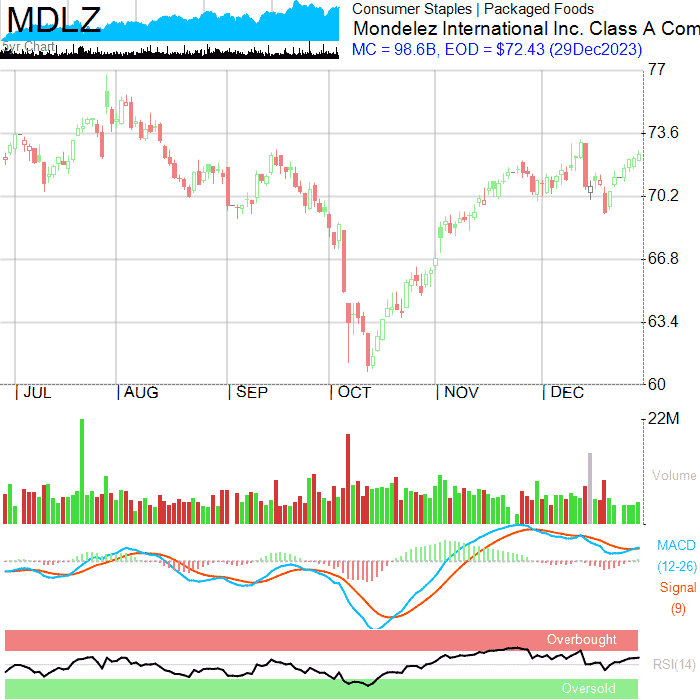 MDLZ
5yr Chart
Consumer Staples | Packaged Foods
Mondelez International Inc. Class A Com
MC = 98.6B, EOD = $72.43 (29Dec2023)
77
73.6
70.2
66.8
63.4
60
|JUL |AUG |SEP |OCT |NOV |DEC
22M
Volume
MACD
(12-26)
Signal
(9)
Overbought
RSI(14)
Oversold